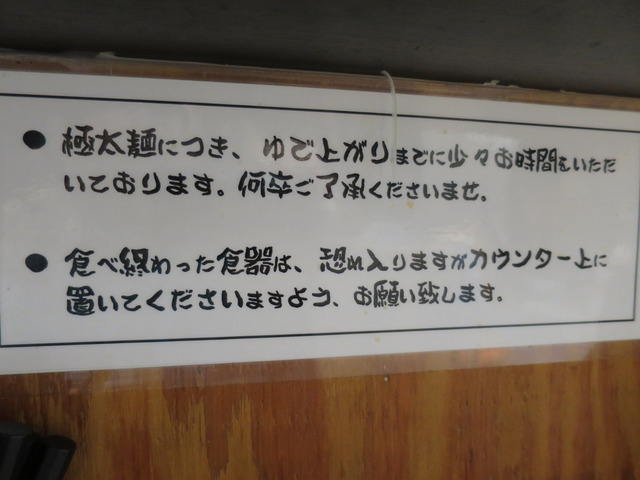 ● 極太麺につき、ゆで上がりまでに少々お時間をいただ
いております。何卒ご了承くださいませ。
● 食べ終わった食器は、恐れ入りますがカウンター上に
置いてくださいますよう、お願い致します。